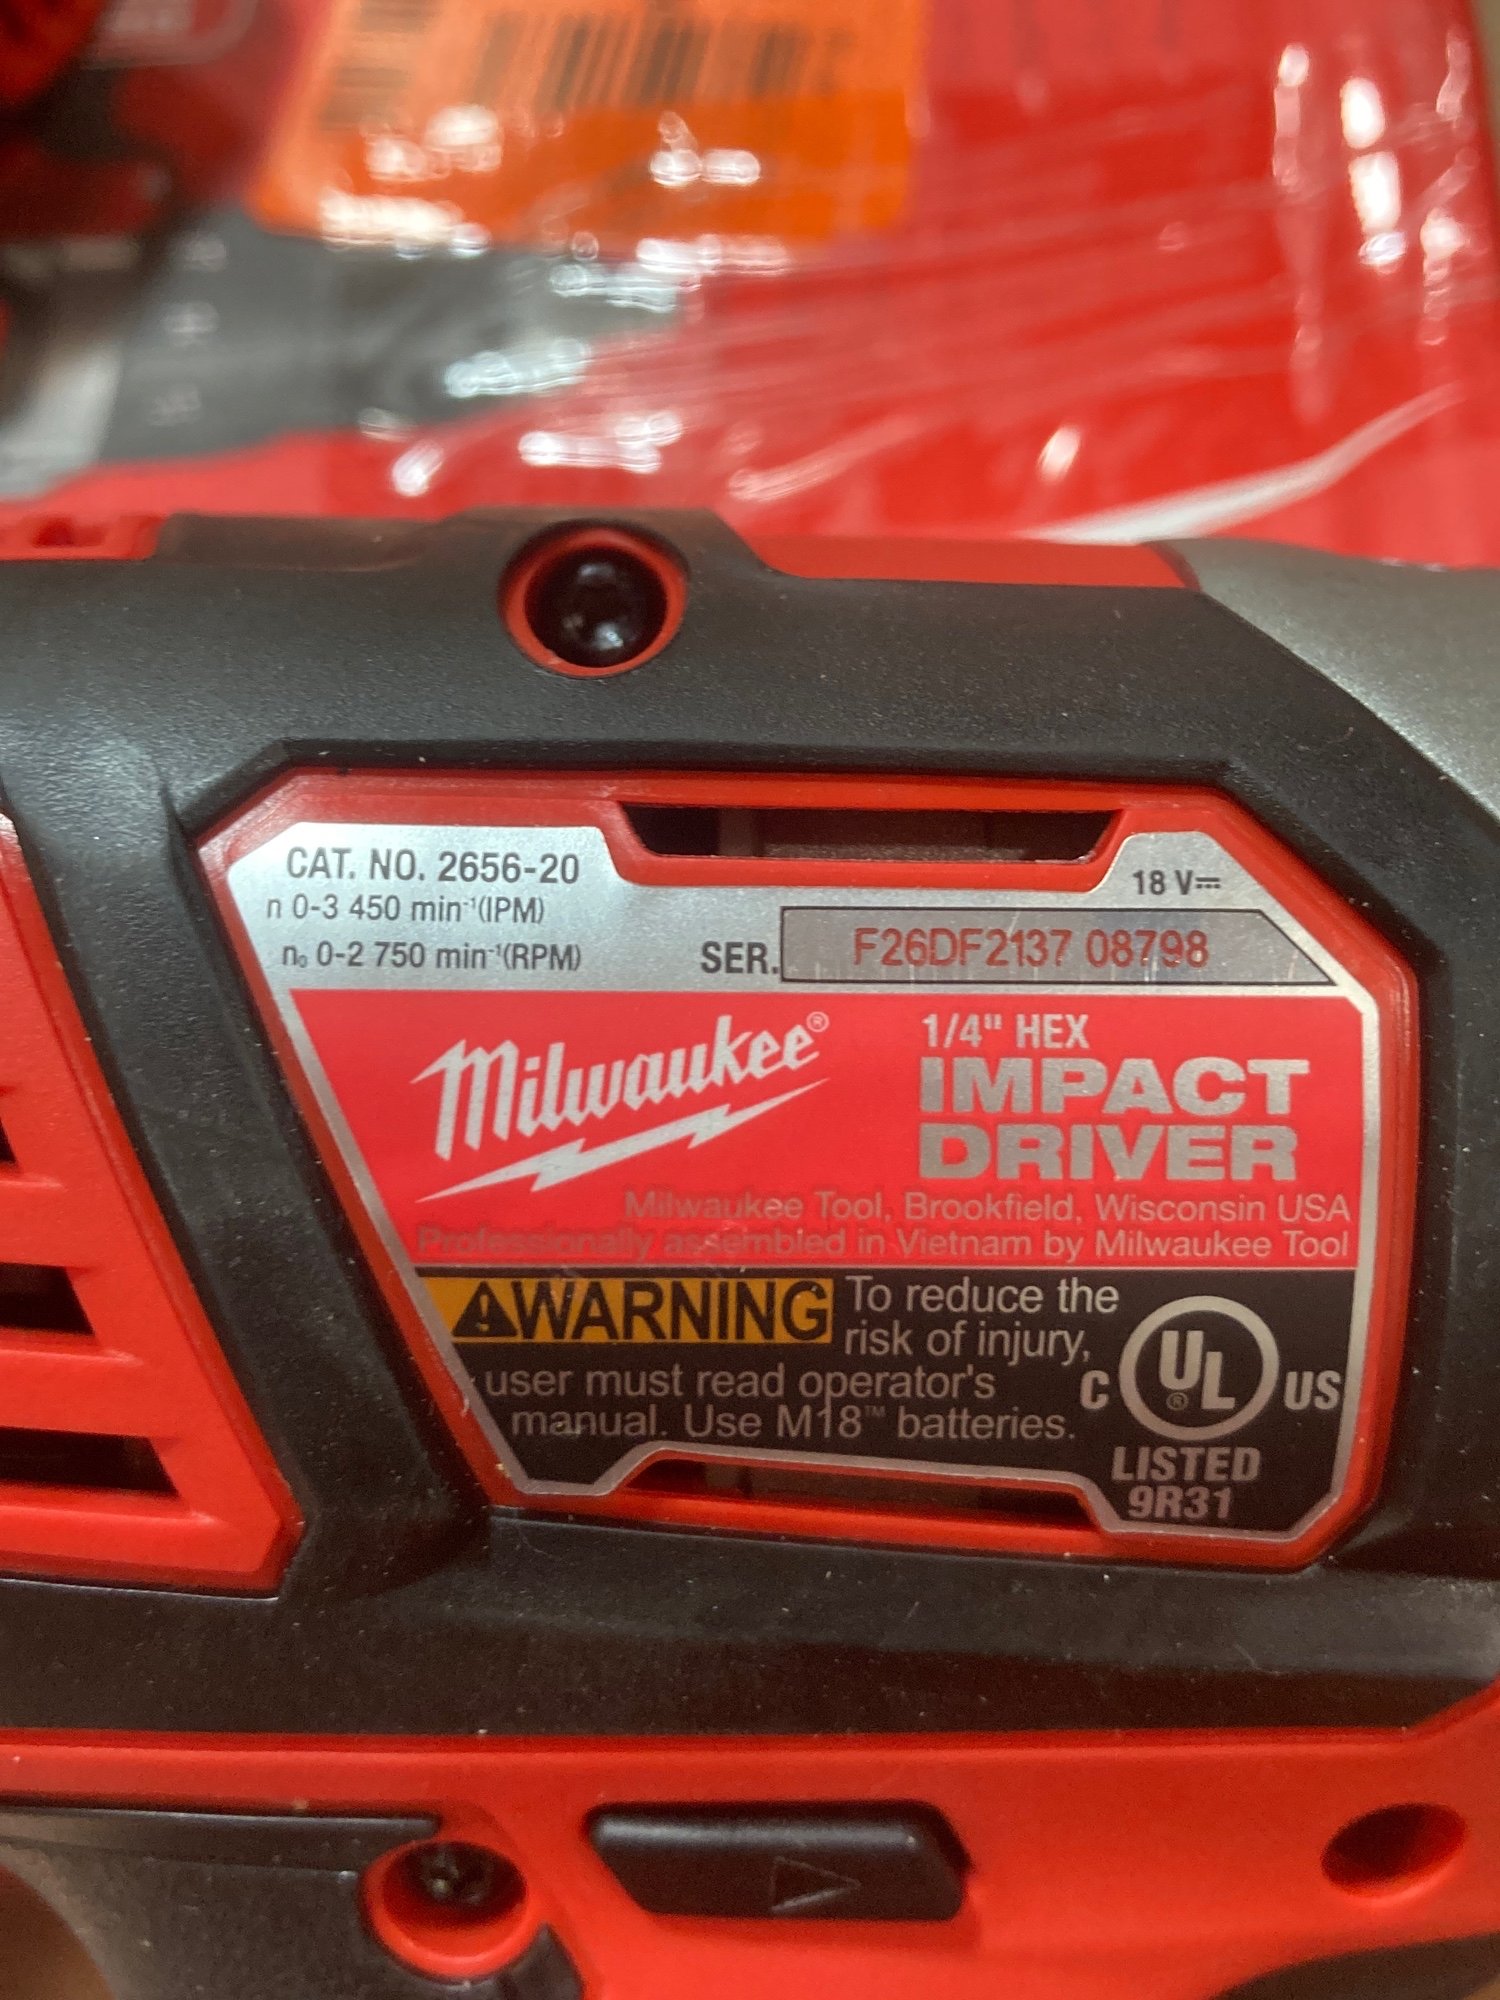 CAT. NO. 2656-20
n 0-3 450 min⁻¹(IPM)
n₀ 0-2 750 min⁻¹(RPM)
18 V⎓
SER. F26DF2137 08798
Milwaukee®
1/4" HEX
IMPACT
DRIVER
Milwaukee Tool, Brookfield, Wisconsin USA
Professionally assembled in Vietnam by Milwaukee Tool
⚠WARNING To reduce the
risk of injury,
user must read operator's
manual. Use M18™ batteries.
C UL® US
LISTED
9R31